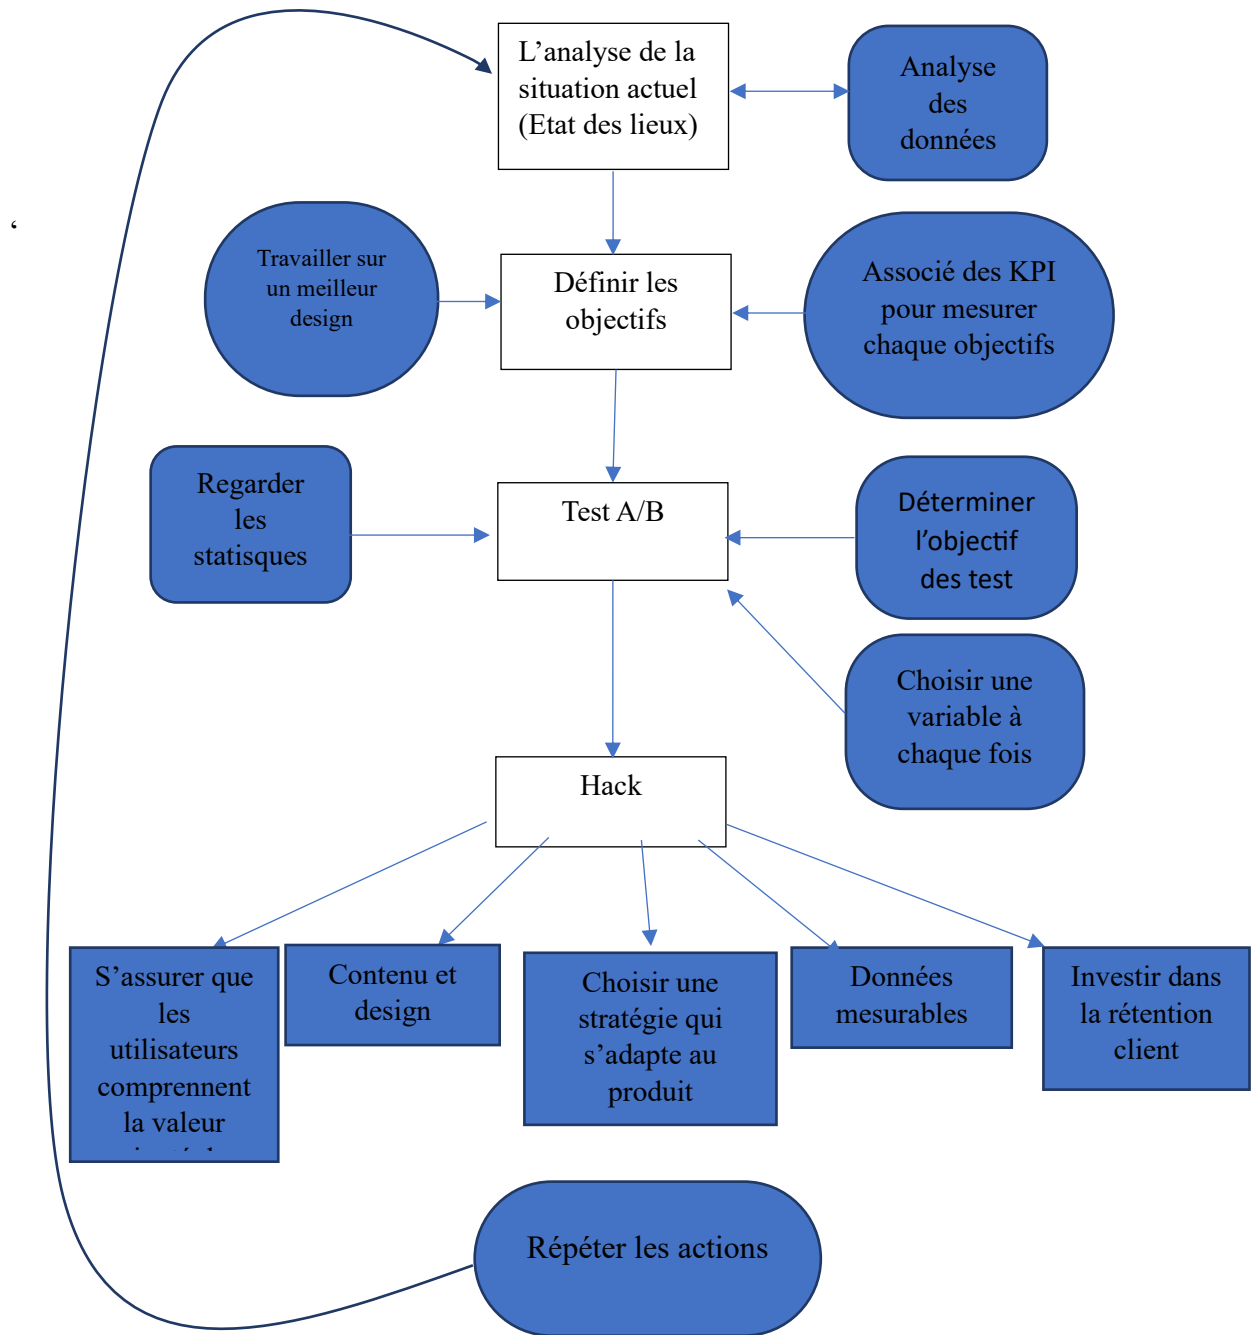 L’analyse de la
situation actuel
(Etat des lieux)
Analyse
des
données
‘
Travailler sur
un meilleur
design
Définir les
objectifs
Associé des KPI
pour mesurer
chaque objectifs
Regarder
les
statisques
Test A/B
Déterminer
l’objectif
des test
Choisir une
variable à
chaque fois
Hack
S’assurer que
les
utilisateurs
comprennent
la valeur
Contenu et
design
Choisir une
stratégie qui
s’adapte au
produit
Données
mesurables
Investir dans
la rétention
client
Répéter les actions